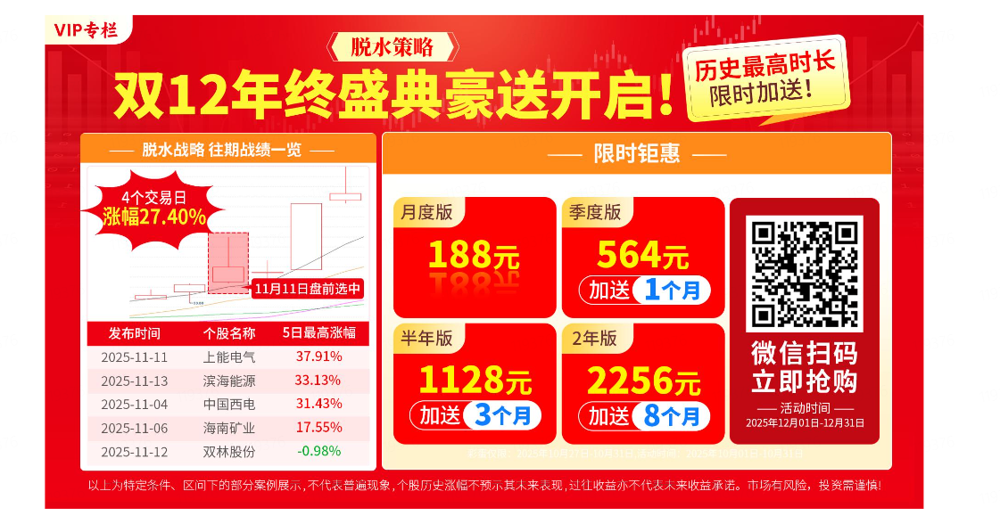 VIP专栏
脱水策略
双12年终盛典豪送开启!
历史最高时长
限时加送!
脱水战略 往期战绩一览
4个交易日
涨幅27.40%
11月11日盘前选中
发布时间 个股名称 5日最高涨幅
2025-11-11 上能电气 37.91%
2025-11-13 滨海能源 33.13%
2025-11-04 中国西电 31.43%
2025-11-06 海南矿业 17.55%
2025-11-12 双林股份 -0.98%
限时钜惠
月度版
188元
季度版
564元
加送 1个月
半年版
1128元
加送 3个月
2年版
2256元
加送 8个月
微信扫码
立即抢购
活动时间
2025年12月01日-12月31日
以上为特定条件、区间下的部分案例展示,不代表普遍现象,个股历史涨幅不预示其未来表现,过往收益亦不代表未来收益承诺。市场有风险，投资需谨慎!